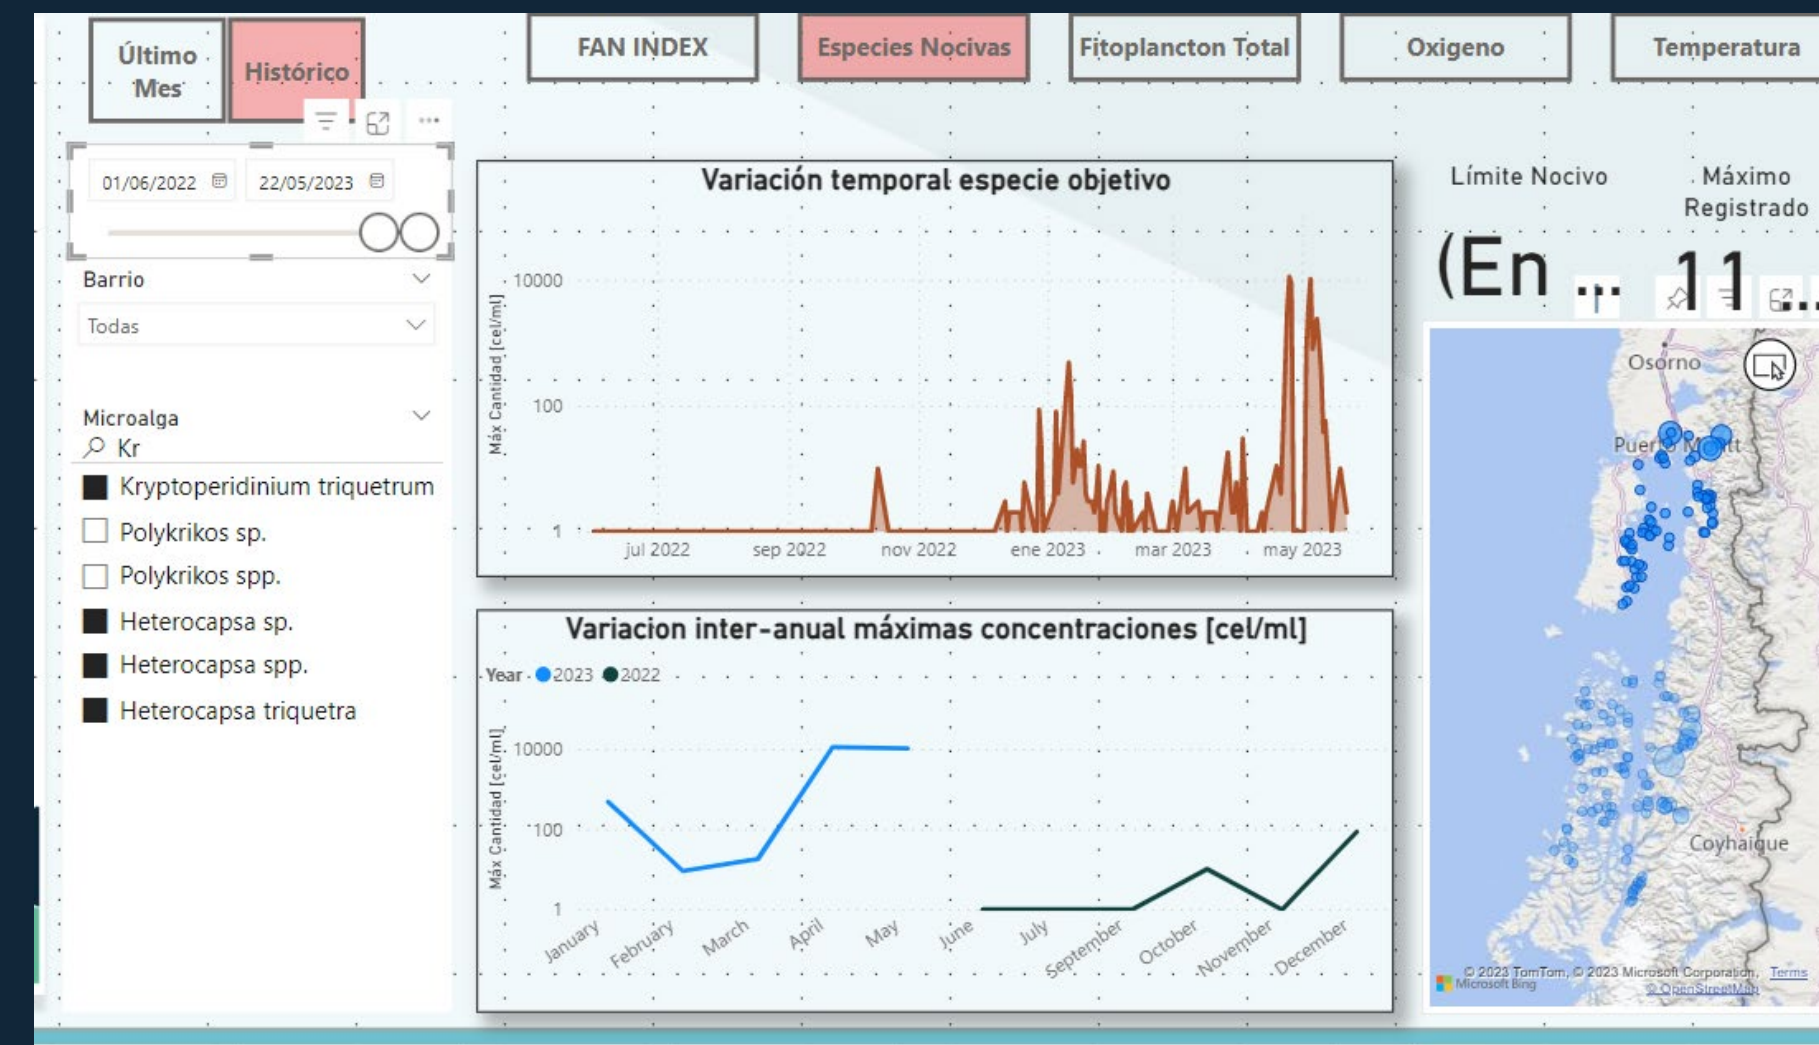 Último
Mes
Histórico
FAN INDEX
Especies Nocivas
Fitoplancton Total
Oxigeno
Temperatura
01/06/2022
22/05/2023
Barrio
Todas
Microalga
Kr
Kryptoperidinium triquetrum
Polykrikos sp.
Polykrikos spp.
Heterocapsa sp.
Heterocapsa spp.
Heterocapsa triquetra
Variación temporal especie objetivo
Máx Cantidad [cel/ml]
10000
100
1
jul 2022
sep 2022
nov 2022
ene 2023
mar 2023
may 2023
Variacion inter-anual máximas concentraciones [cel/ml]
Year
2023
2022
Máx Cantidad [cel/ml]
10000
100
1
January
February
March
April
May
June
July
September
October
November
December
Límite Nocivo
(En ...
Máximo
Registrado
11...
Osorno
Puerto Montt
Coyhaique
© 2023 TomTom, © 2023 Microsoft Corporation, Terms
Microsoft Bing
© OpenStreetMap